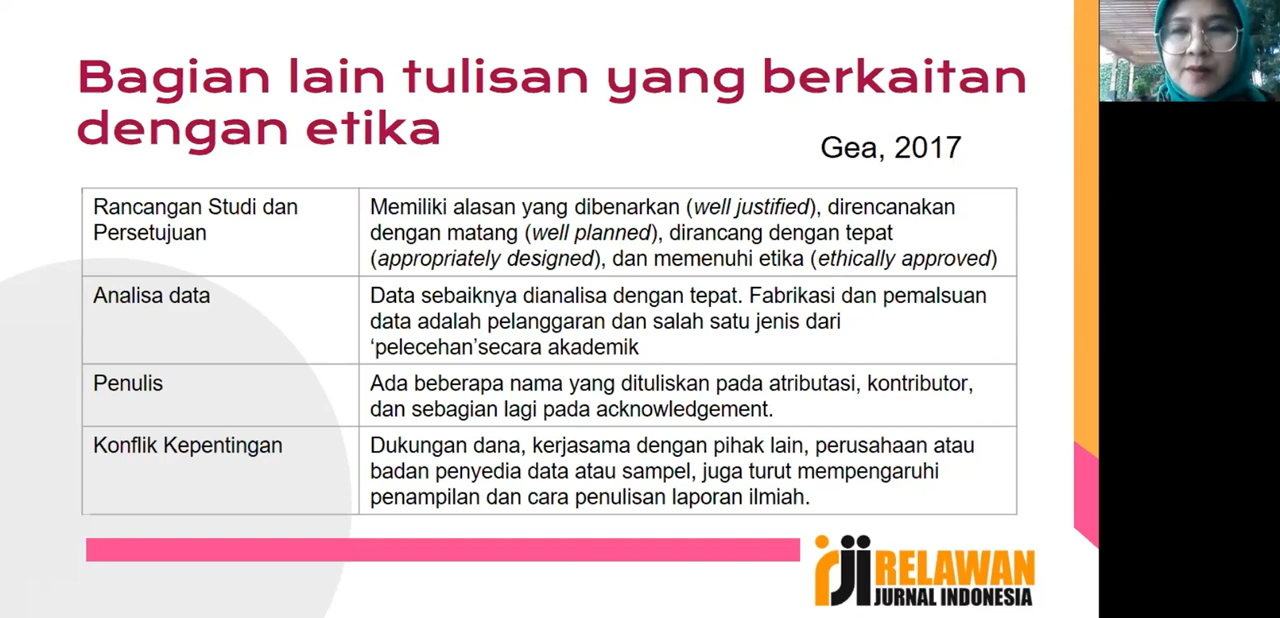 Bagian lain tulisan yang berkaitan
dengan etika
Gea, 2017
Rancangan Studi dan
Persetujuan
Memiliki alasan yang dibenarkan (well justified), direncanakan
dengan matang (well planned), dirancang dengan tepat
(appropriately designed), dan memenuhi etika (ethically approved)
Analisa data
Data sebaiknya dianalisa dengan tepat. Fabrikasi dan pemalsuan
data adalah pelanggaran dan salah satu jenis dari
‘pelecehan’secara akademik
Penulis
Ada beberapa nama yang dituliskan pada atributasi, kontributor,
dan sebagian lagi pada acknowledgement.
Konflik Kepentingan
Dukungan dana, kerjasama dengan pihak lain, perusahaan atau
badan penyedia data atau sampel, juga turut mempengaruhi
penampilan dan cara penulisan laporan ilmiah.
rji RELAWAN
JURNAL INDONESIA